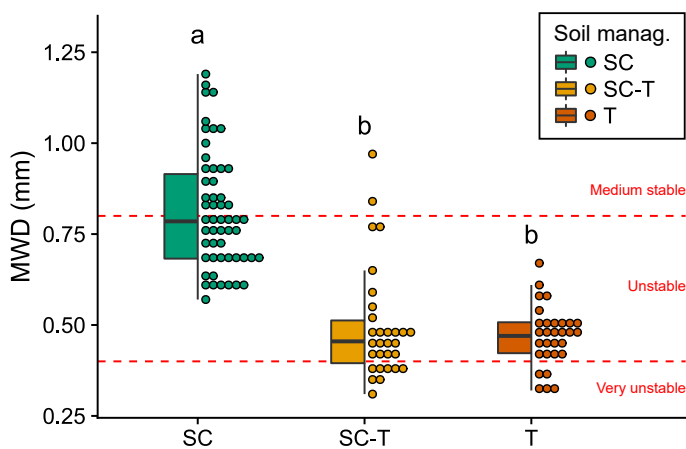 Soil manag.
SC
SC-T
T
a
b
b
MWD (mm)
1.25
1.00
0.75
0.50
0.25
Medium stable
Unstable
Very unstable
SC
SC-T
T